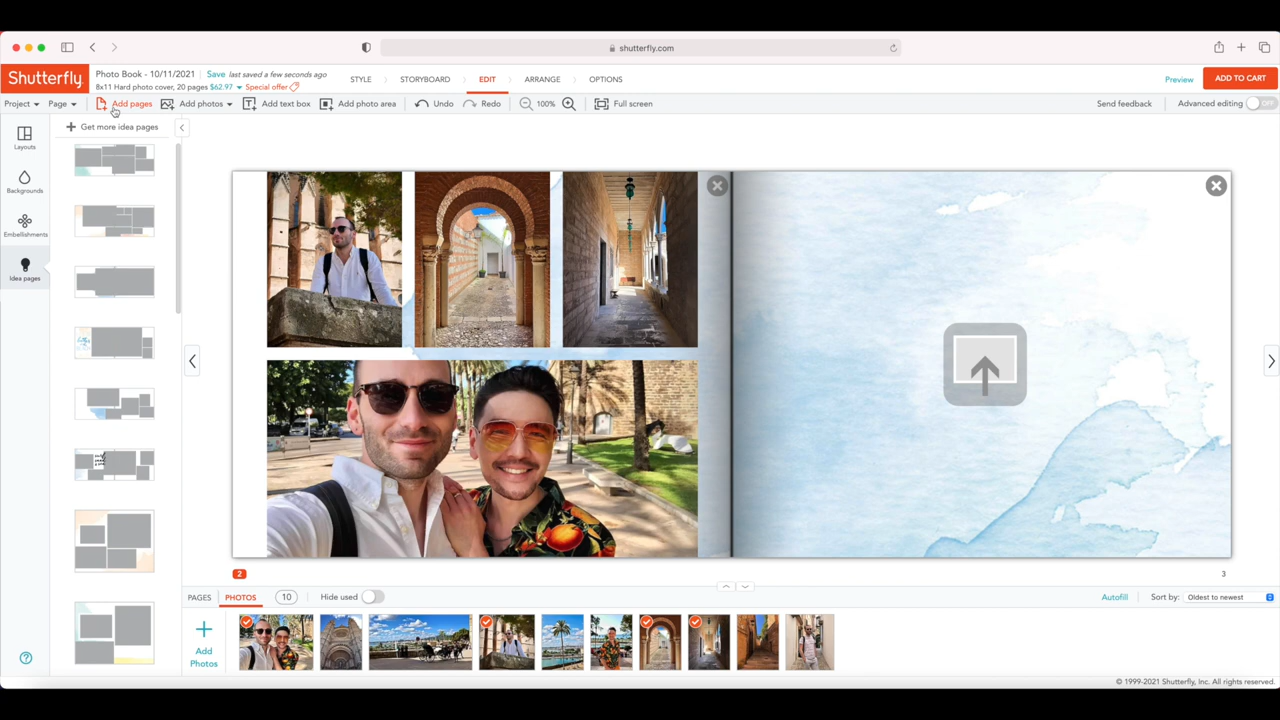 shutterfly.com
Shutterfly
Photo Book - 10/11/2021 Save last saved a few seconds ago
8x11 Hard photo cover, 20 pages $62.97 Special offer
STYLE STORYBOARD EDIT ARRANGE OPTIONS
Preview ADD TO CART
Project Page Add pages Add photos Add text box Add photo area Undo Redo 100% Full screen Send feedback Advanced editing OFF
Layouts
Backgrounds
Embellishments
Idea pages
Get more idea pages
2
3
PAGES PHOTOS 10 Hide used Autofill Sort by: Oldest to newest
Add
Photos
© 1999-2021 Shutterfly, Inc. All rights reserved.